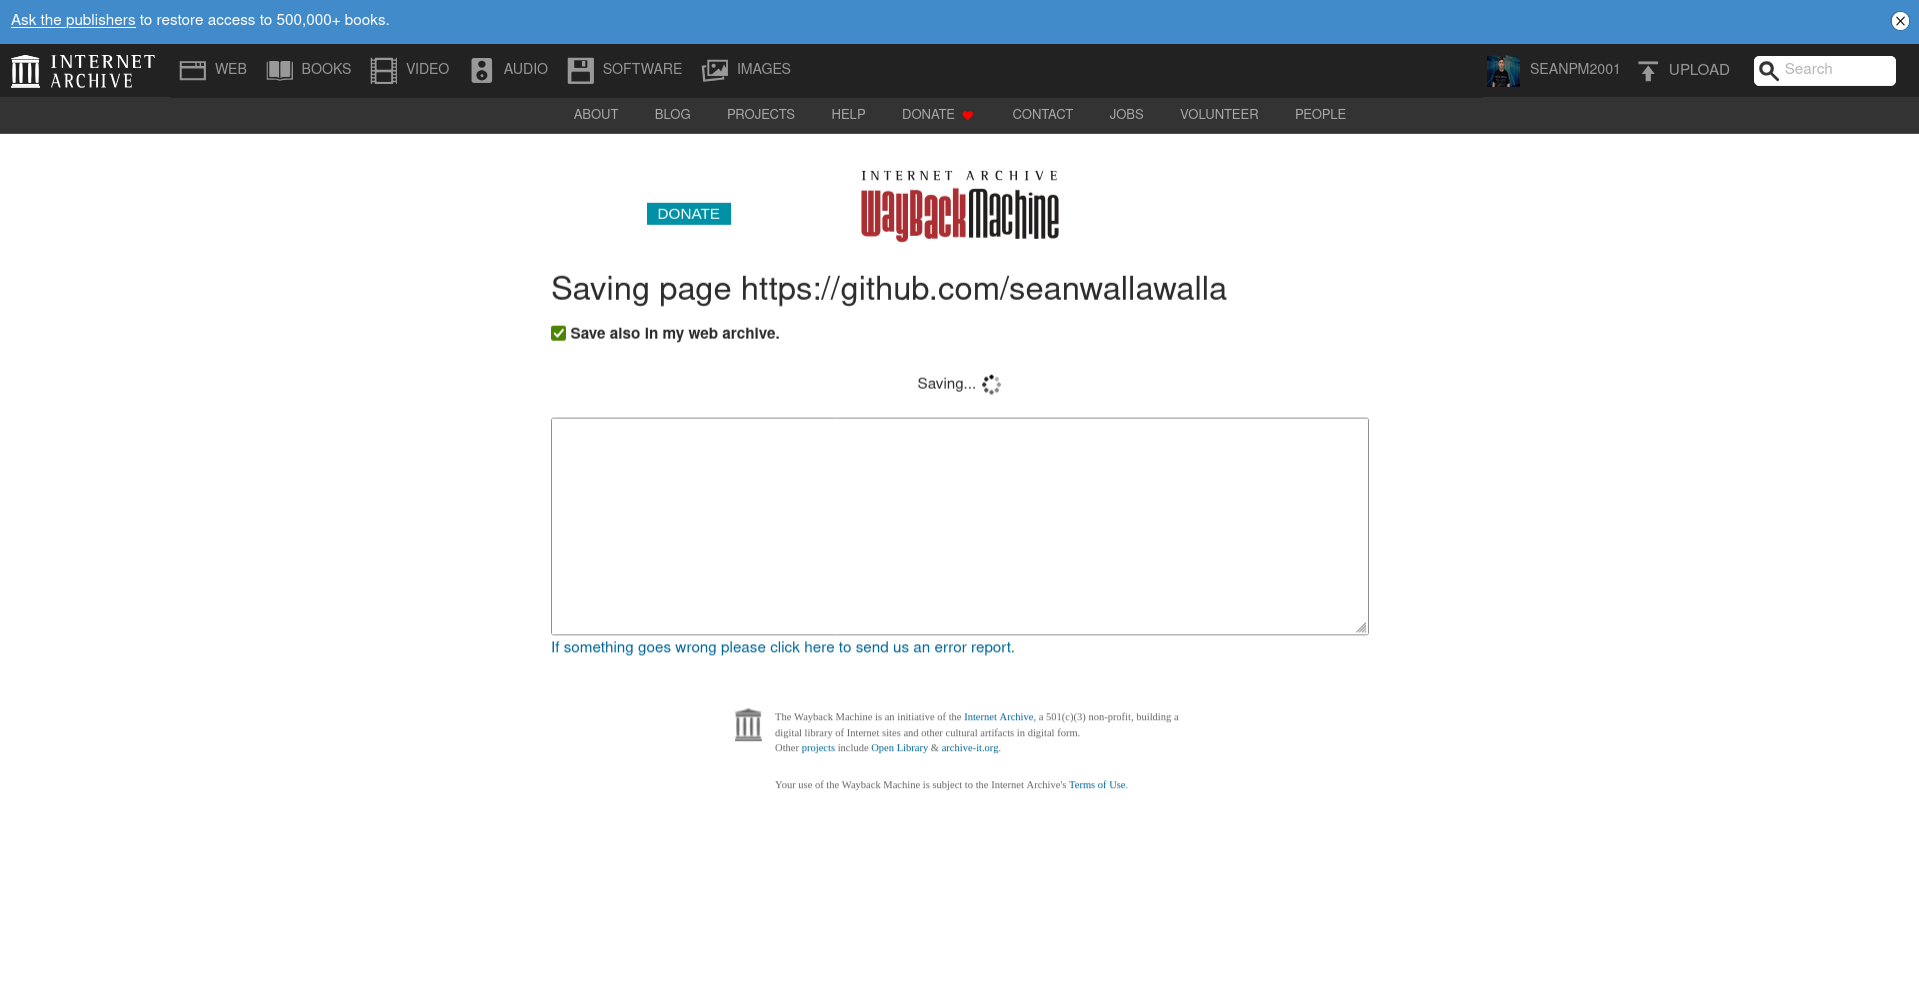 Ask the publishers to restore access to 500,000+ books.
INTERNET ARCHIVE
WEB BOOKS VIDEO AUDIO SOFTWARE IMAGES SEANPM2001 UPLOAD Search
ABOUT BLOG PROJECTS HELP DONATE CONTACT JOBS VOLUNTEER PEOPLE
INTERNET ARCHIVE
DONATE WayBackMachine
Saving page https://github.com/seanwallawalla
Save also in my web archive.
Saving...
If something goes wrong please click here to send us an error report.
The Wayback Machine is an initiative of the Internet Archive, a 501(c)(3) non-profit, building a
digital library of Internet sites and other cultural artifacts in digital form.
Other projects include Open Library & archive-it.org.
Your use of the Wayback Machine is subject to the Internet Archive's Terms of Use.